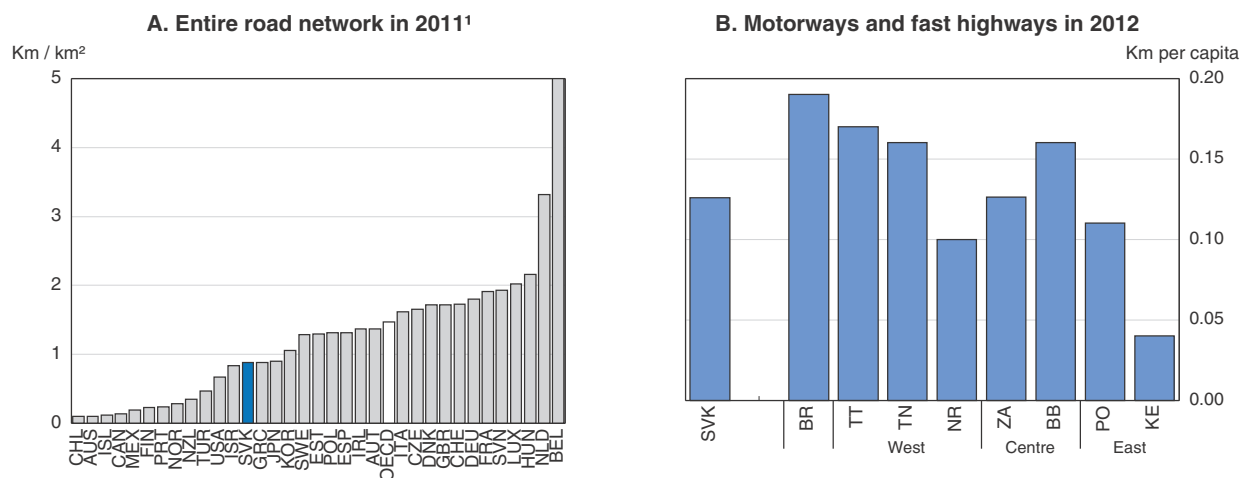 A. Entire road network in 2011¹
Km / km²
5
4
3
2
1
0
CHL AUS ISL CAN MEX FIN PRT NOR NZL TUR USA ISR SVK GRC JPN KOR SWE EST POL ESP IRL AUT OECD ITA CZE DNK GBR CHE DEU FRA SVN LUX HUN NLD BEL
B. Motorways and fast highways in 2012
Km per capita
0.20
0.15
0.10
0.05
0.00
SVK BR TT TN NR ZA BB PO KE
West Centre East